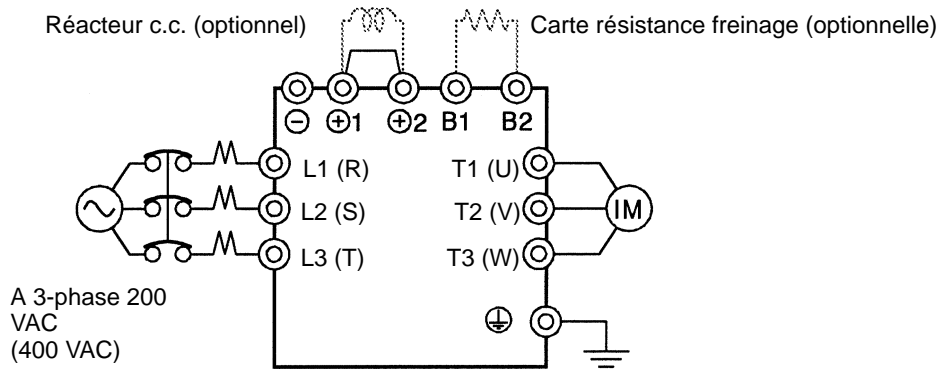 Réacteur c.c. (optionnel)
Carte résistance freinage (optionnelle)
⊖ ⊕1 ⊕2 B1 B2
L1 (R)
T1 (U)
L2 (S)
T2 (V)
IM
L3 (T)
T3 (W)
A 3-phase 200
VAC
(400 VAC)